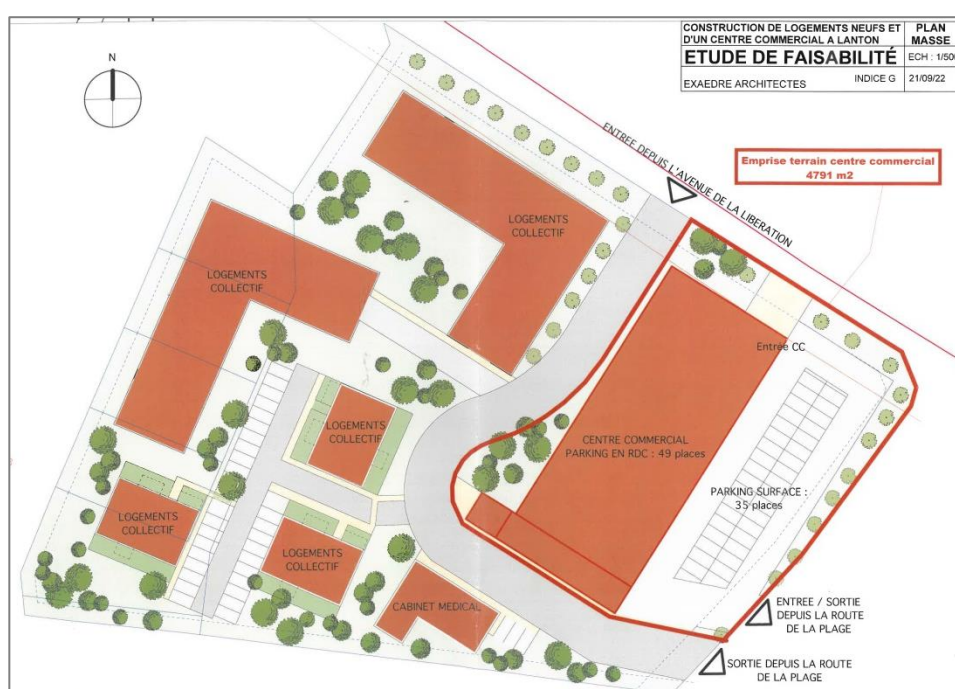 CONSTRUCTION DE LOGEMENTS NEUFS ET
D'UN CENTRE COMMERCIAL A LANTON
PLAN
MASSE
ETUDE DE FAISABILITÉ
ECH : 1/500
EXAEDRE ARCHITECTES
INDICE G
21/09/22
N
ENTREE DEPUIS L'AVENUE DE LA LIBERATION
Emprise terrain centre commercial
4791 m2
LOGEMENTS
COLLECTIF
LOGEMENTS
COLLECTIF
Entrée CC
LOGEMENTS
COLLECTIF
CENTRE COMMERCIAL
PARKING EN RDC : 49 places
PARKING SURFACE :
35 places
LOGEMENTS
COLLECTIF
LOGEMENTS
COLLECTIF
CABINET MEDICAL
ENTREE / SORTIE
DEPUIS LA ROUTE
DE LA PLAGE
SORTIE DEPUIS LA ROUTE
DE LA PLAGE